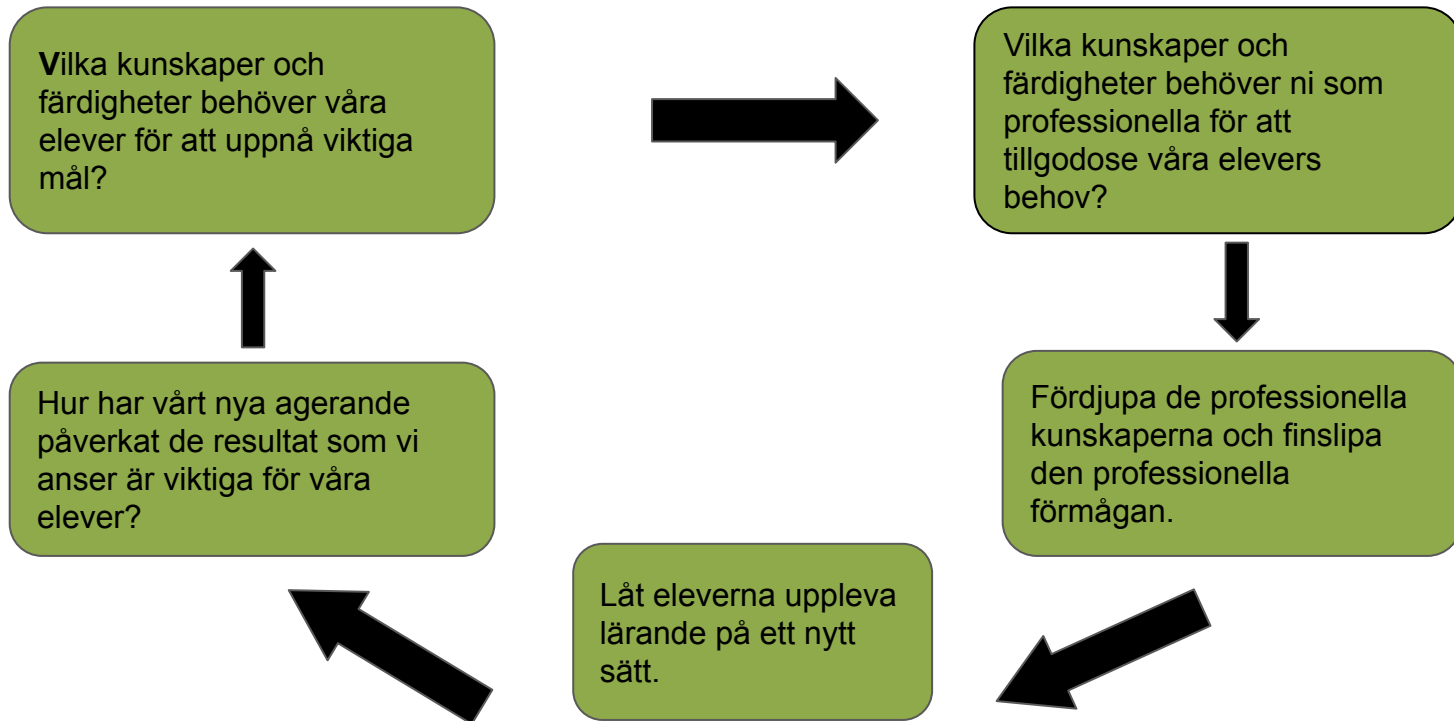 Vilka kunskaper och
färdigheter behöver våra
elever för att uppnå viktiga
mål?
Vilka kunskaper och
färdigheter behöver ni som
professionella för att
tillgodose våra elevers
behov?
Fördjupa de professionella
kunskaperna och finslipa
den professionella
förmågan.
Låt eleverna uppleva
lärande på ett nytt
sätt.
Hur har vårt nya agerande
påverkat de resultat som vi
anser är viktiga för våra
elever?